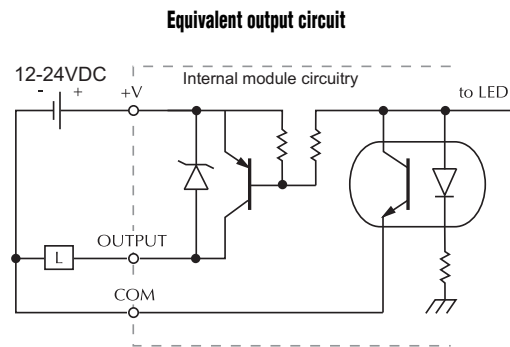 Equivalent output circuit
12-24VDC
Internal module circuitry
- +
+V
to LED
OUTPUT
L
COM